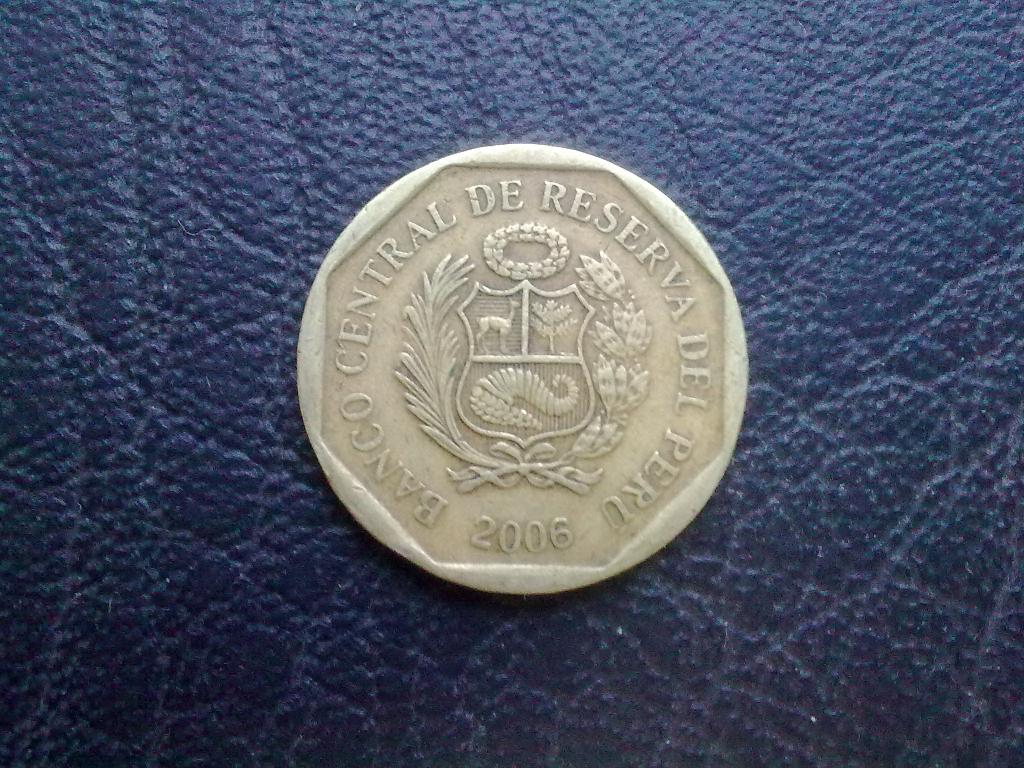 BANCO CENTRAL DE RESERVA DEL PERU
2006